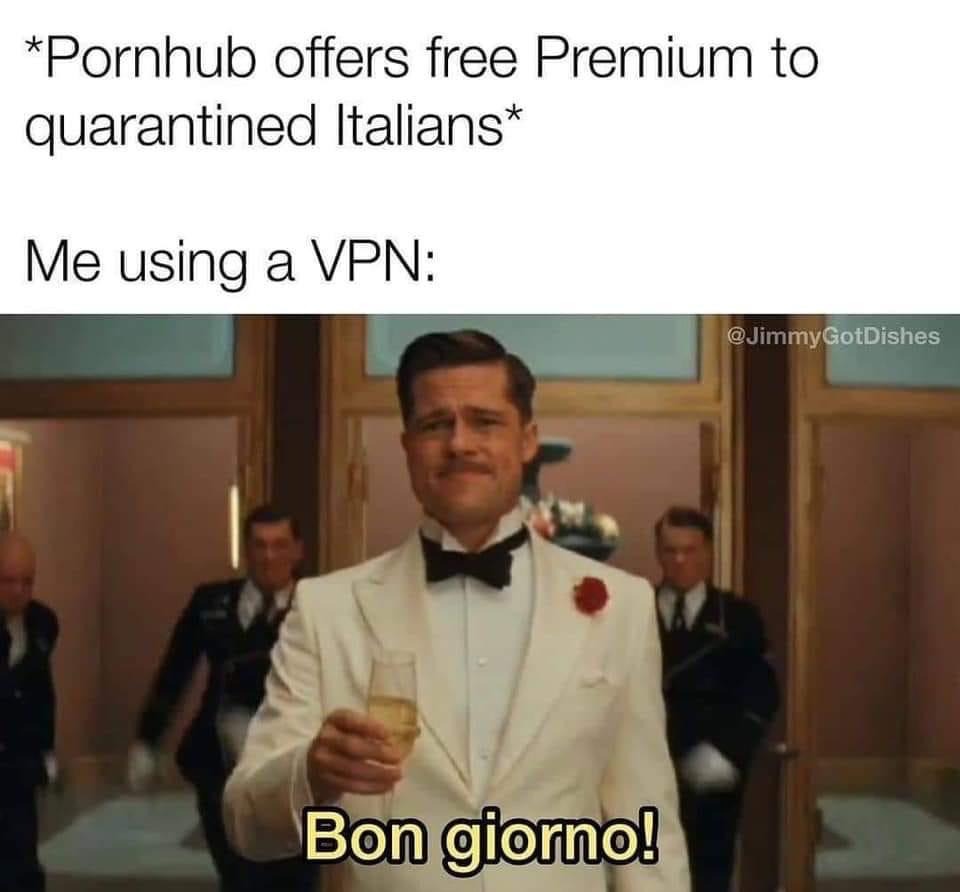 *Pornhub offers free Premium to
quarantined Italians*
Me using a VPN:
@JimmyGotDishes
Bon giorno!